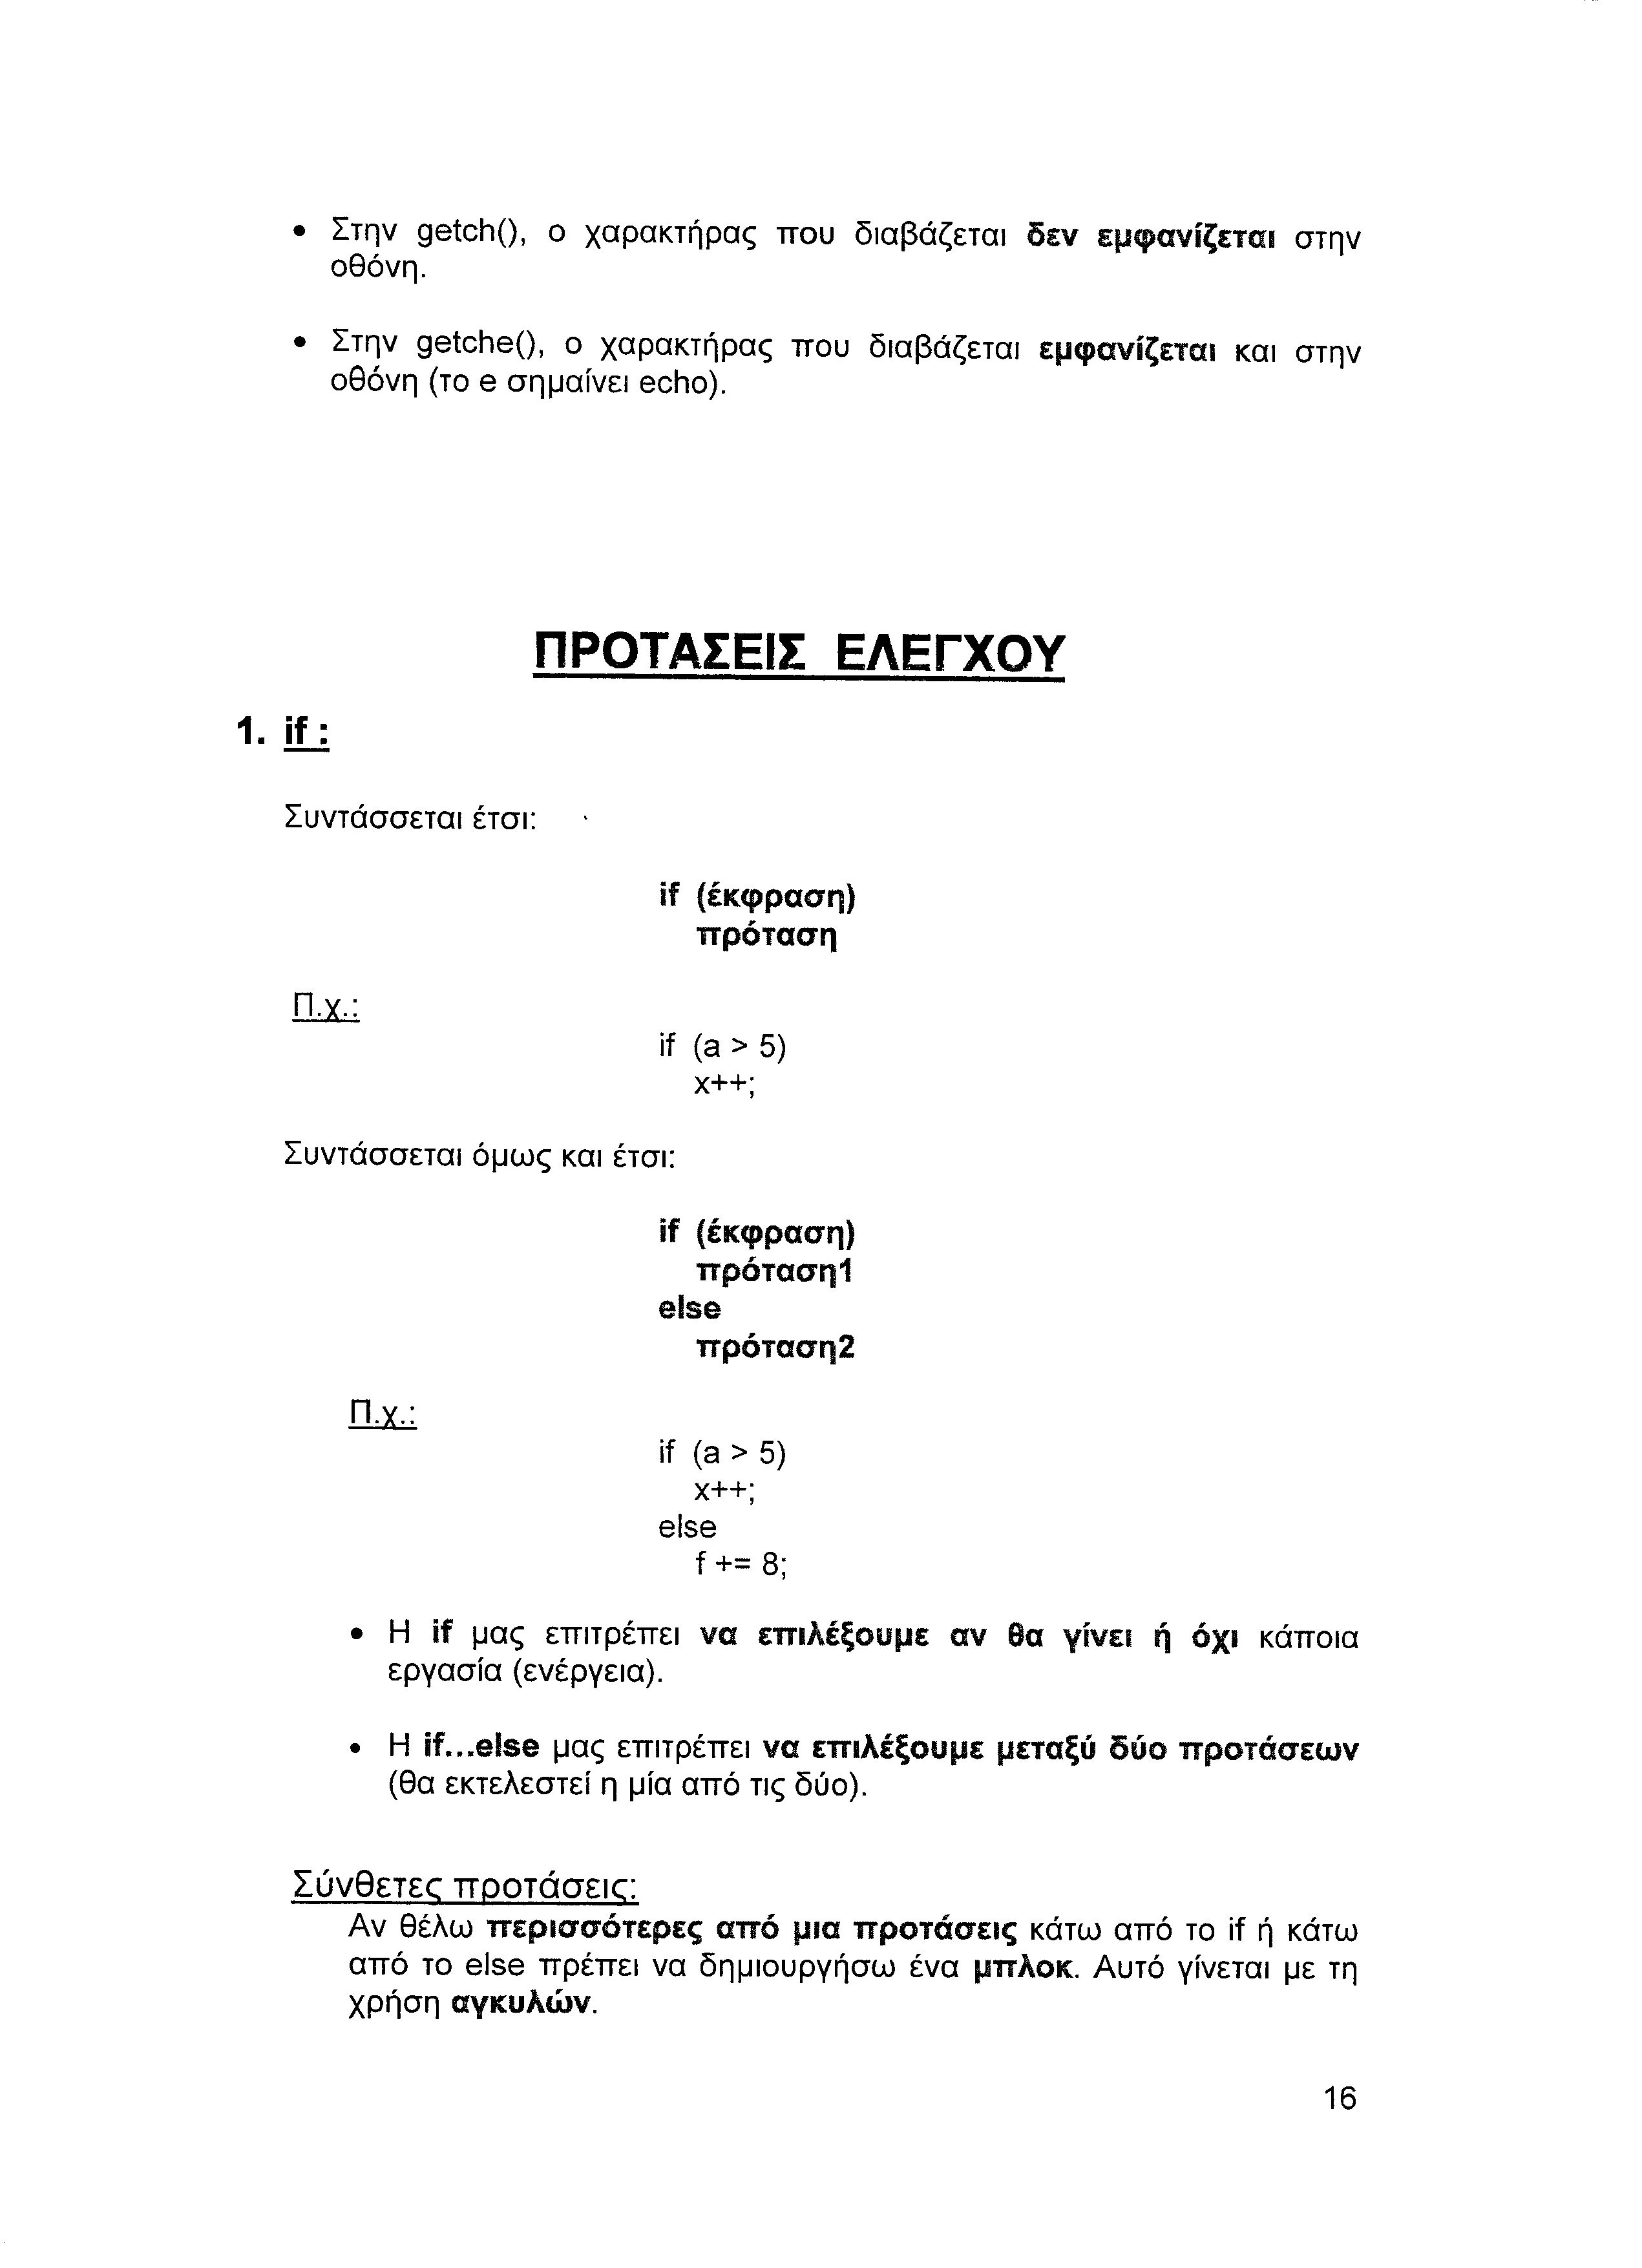 • Στην getch(), ο χαρακτήρας που διαβάζεται δεν εμφανίζεται στην
οθόνη.
• Στην getche(), ο χαρακτήρας που διαβάζεται εμφανίζεται και στην
οθόνη (το e σημαίνει echo).
ΠΡΟΤΑΣΕΙΣ ΕΛΕΓΧΟΥ
1. if :
Συντάσσεται έτσι:
if (έκφραση)
πρόταση
Π.χ.:
if (a > 5)
x++;
Συντάσσεται όμως και έτσι:
if (έκφραση)
πρόταση1
else
πρόταση2
Π.χ.:
if (a > 5)
x++;
else
f += 8;
• Η if μας επιτρέπει να επιλέξουμε αν θα γίνει ή όχι κάποια
εργασία (ενέργεια).
• Η if...else μας επιτρέπει να επιλέξουμε μεταξύ δύο προτάσεων
(θα εκτελεστεί η μία από τις δύο).
Σύνθετες προτάσεις:
Αν θέλω περισσότερες από μια προτάσεις κάτω από το if ή κάτω
από το else πρέπει να δημιουργήσω ένα μπλοκ. Αυτό γίνεται με τη
χρήση αγκυλών.
16